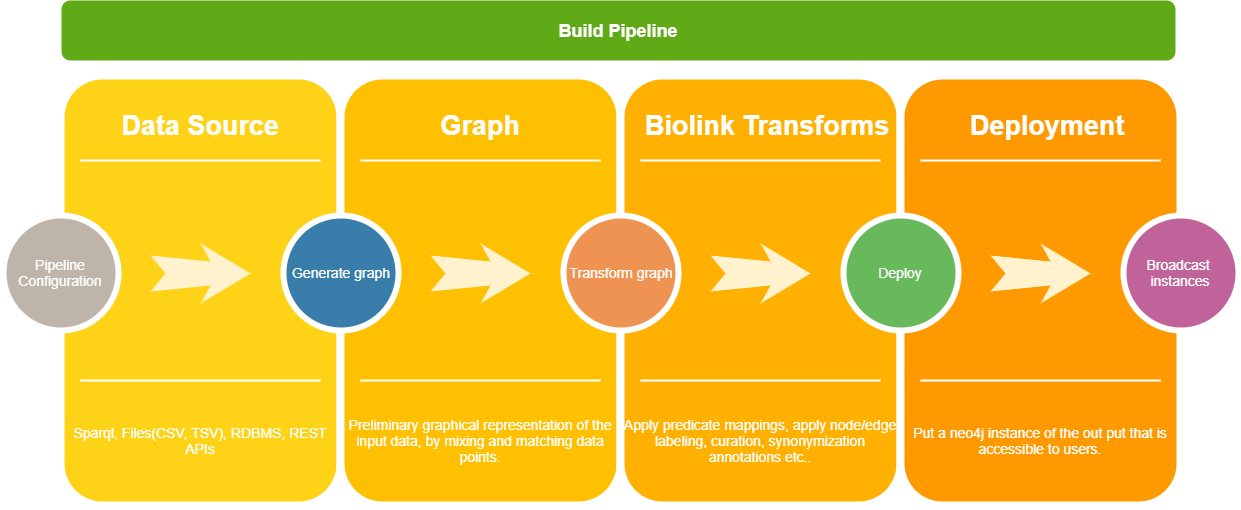 Build Pipeline
Data Source
Graph
Biolink Transforms
Deployment
Pipeline
Configuration
Generate graph
Transform graph
Deploy
Broadcast
instances
Sparql, Files(CSV, TSV), RDBMS, REST
APIs
Preliminary graphical representation of the
input data, by mixing and matching data
points.
Apply predicate mappings, apply node/edge
labeling, curation, synonymization
annotations etc..
Put a neo4j instance of the out put that is
accessible to users.